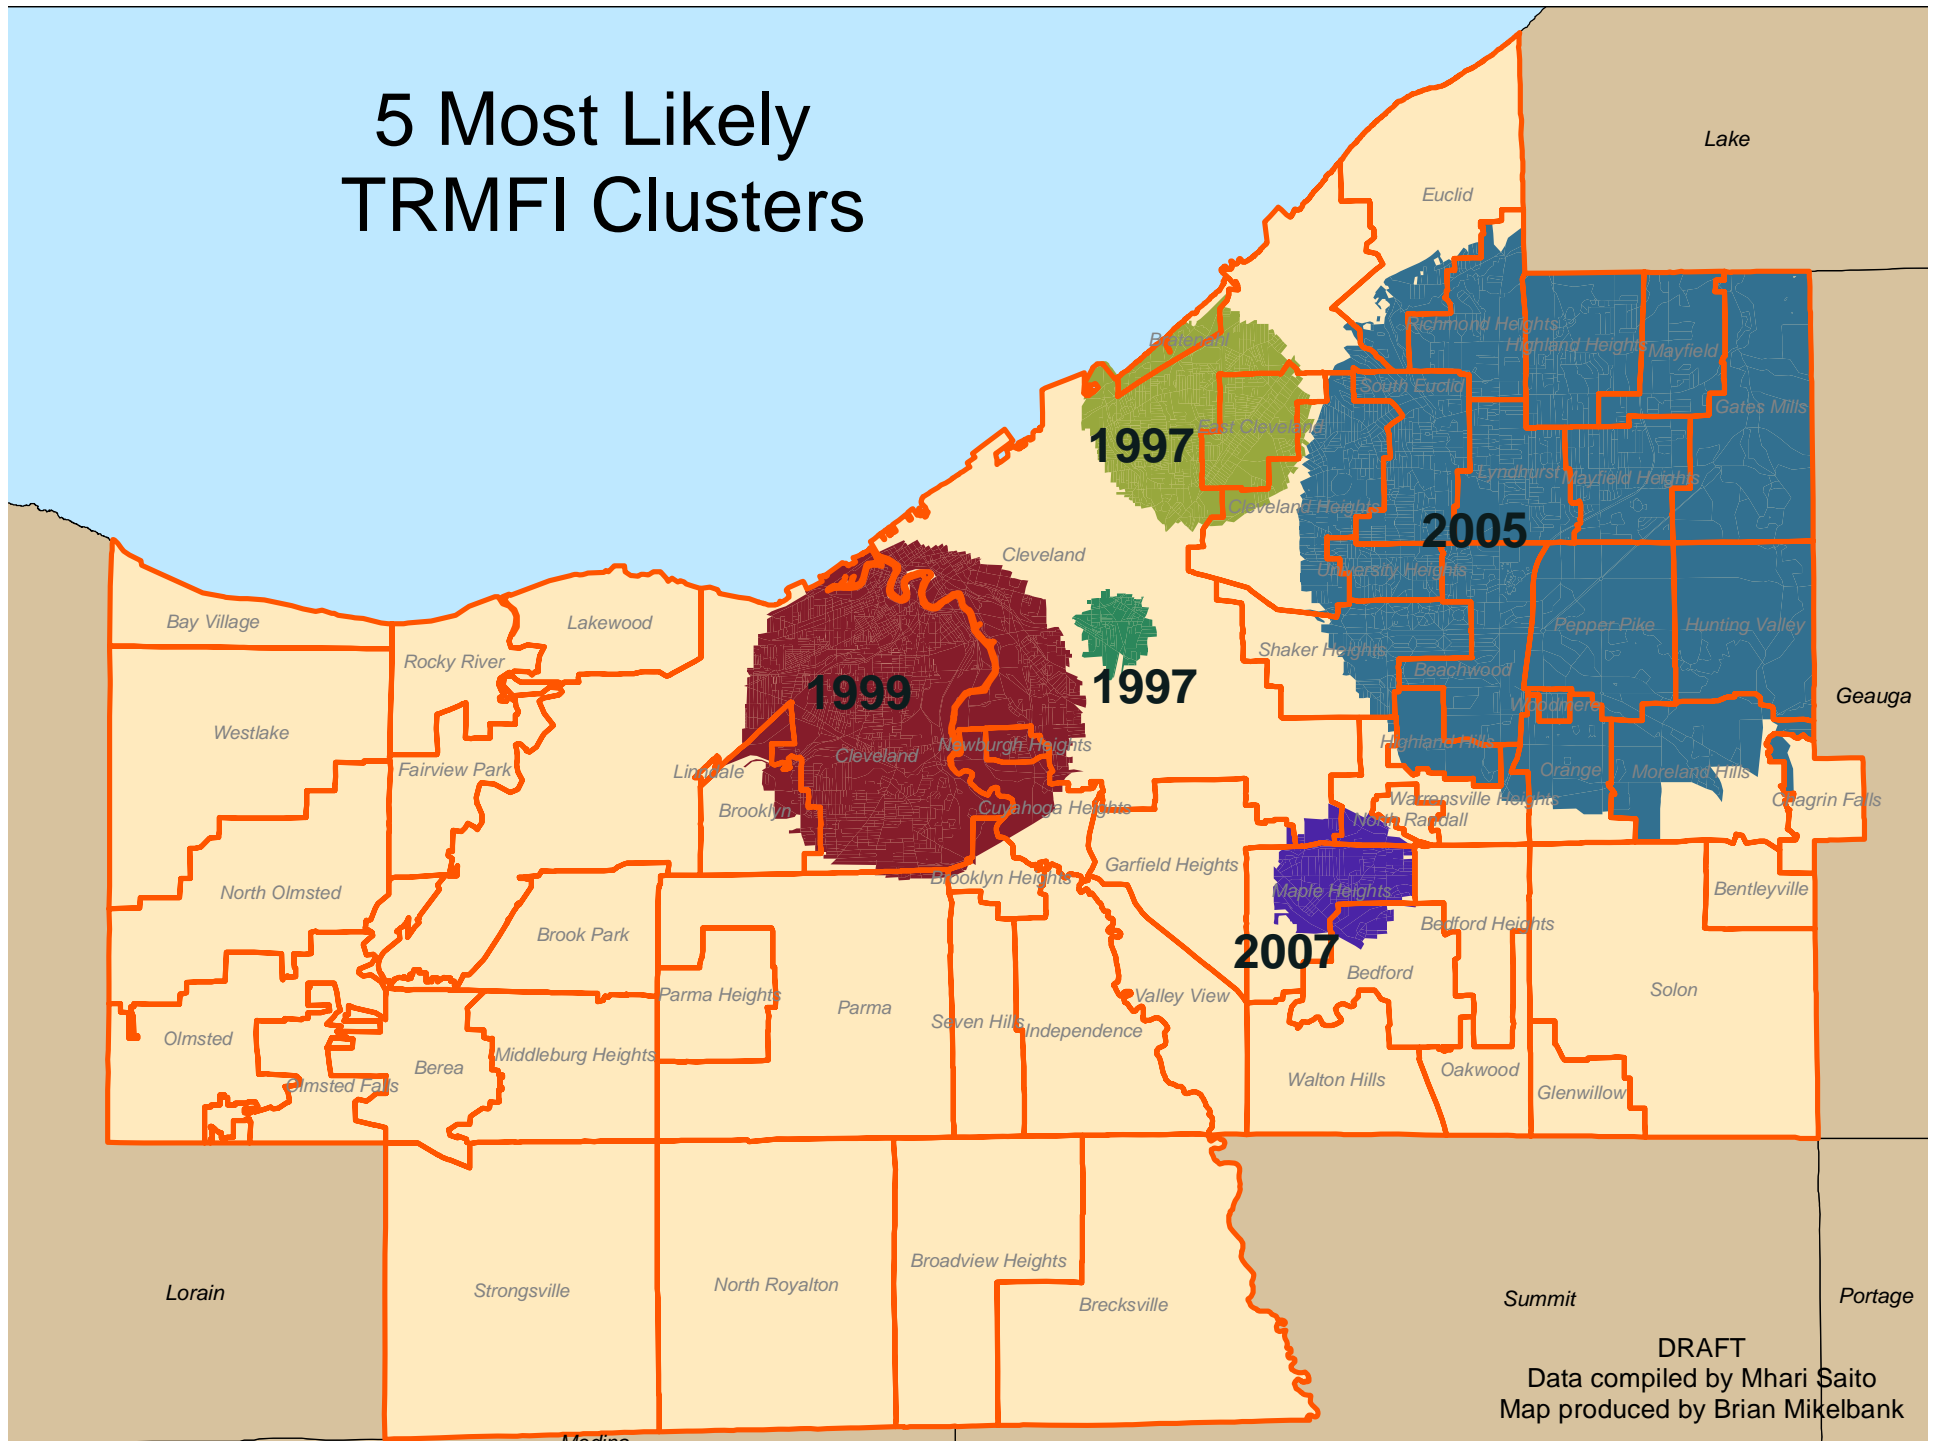 5 Most Likely
TRMFI Clusters
Lake
Euclid
Bratenahl
Richmond Heights
Highland Heights
Mayfield
South Euclid
Gates Mills
East Cleveland
1997
Lyndhurst
Mayfield Heights
Cleveland Heights
2005
Cleveland
University Heights
Bay Village
Lakewood
Pepper Pike
Hunting Valley
Rocky River
Shaker Heights
Beachwood
1999
1997
Geauga
Woodmere
Westlake
Newburgh Heights
Highland Hills
Cleveland
Fairview Park
Linndale
Orange
Moreland Hills
Brooklyn
Cuyahoga Heights
Warrensville Heights
Chagrin Falls
North Randall
Garfield Heights
Brooklyn Heights
Maple Heights
Bentleyville
North Olmsted
Bedford Heights
Brook Park
2007
Bedford
Parma Heights
Parma
Valley View
Solon
Seven Hills
Independence
Olmsted
Middleburg Heights
Berea
Olmsted Falls
Walton Hills
Oakwood
Glenwillow
Broadview Heights
Lorain
Strongsville
North Royalton
Brecksville
Summit
Portage
DRAFT
Data compiled by Mhari Saito
Map produced by Brian Mikelbank
Medina